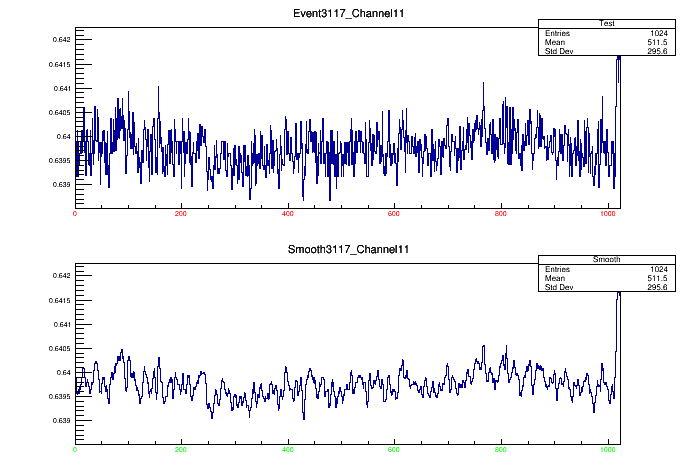 Event3117_Channel11
Test
Entries 1024
Mean 511.5
Std Dev 295.6
0.642
0.6415
0.641
0.6405
0.64
0.6395
0.639
0 200 400 600 800 1000
Smooth3117_Channel11
Smooth
Entries 1024
Mean 511.5
Std Dev 295.6
0.642
0.6415
0.641
0.6405
0.64
0.6395
0.639
0 200 400 600 800 1000